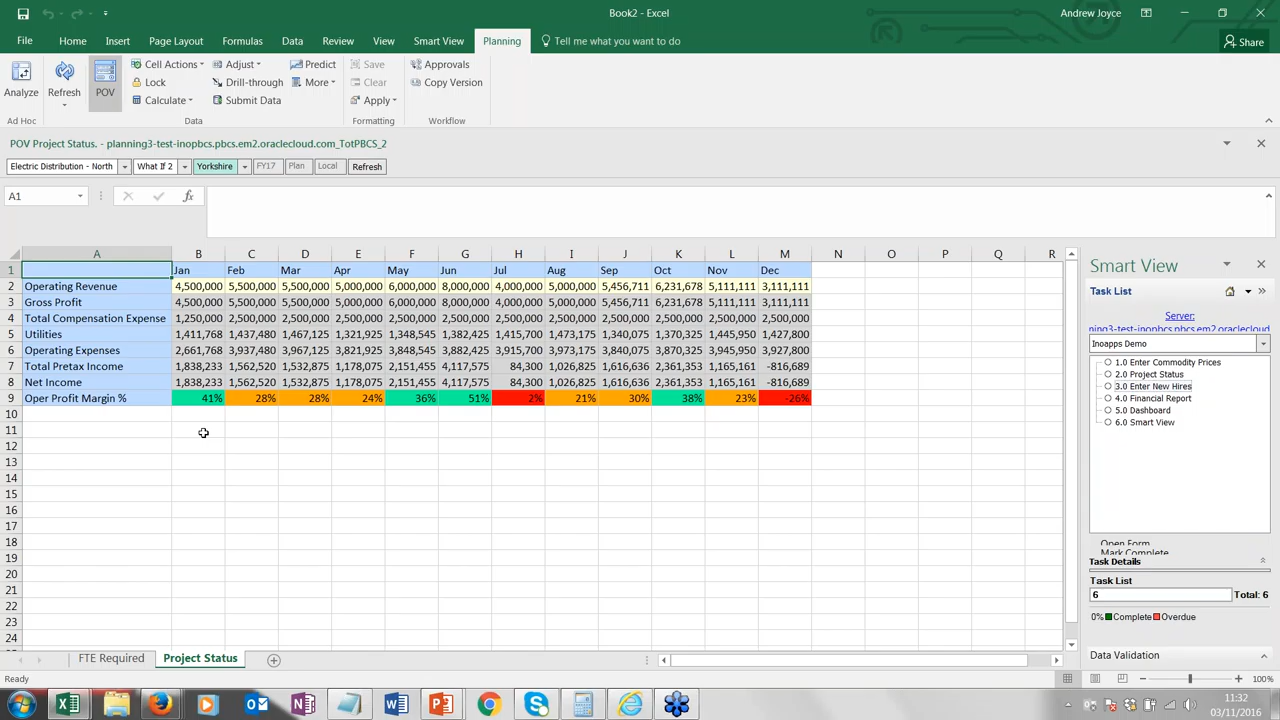 Book2 - Excel
Andrew Joyce
File Home Insert Page Layout Formulas Data Review View Smart View Planning Tell me what you want to do Share
Analyze
Refresh
POV
Cell Actions
Lock
Calculate
Adjust
Drill-through
Submit Data
Predict
More
Save
Clear
Apply
Approvals
Copy Version
Ad Hoc
Data
Formatting
Workflow
POV Project Status. - planning3-test-inopbcs.pbcs.em2.oraclecloud.com_TotPBCS_2
Electric Distribution - North What If 2 Yorkshire FY17 Plan Local Refresh
A1
fx
A B C D E F G H I J K L M N O P Q R
1 Jan Feb Mar Apr May Jun Jul Aug Sep Oct Nov Dec
2 Operating Revenue 4,500,000 5,500,000 5,500,000 5,000,000 6,000,000 8,000,000 4,000,000 5,000,000 5,456,711 6,231,678 5,111,111 3,111,111
3 Gross Profit 4,500,000 5,500,000 5,500,000 5,000,000 6,000,000 8,000,000 4,000,000 5,000,000 5,456,711 6,231,678 5,111,111 3,111,111
4 Total Compensation Expense 1,250,000 2,500,000 2,500,000 2,500,000 2,500,000 2,500,000 2,500,000 2,500,000 2,500,000 2,500,000 2,500,000 2,500,000
5 Utilities 1,411,768 1,437,480 1,467,125 1,321,925 1,348,545 1,382,425 1,415,700 1,473,175 1,340,075 1,370,325 1,445,950 1,427,800
6 Operating Expenses 2,661,768 3,937,480 3,967,125 3,821,925 3,848,545 3,882,425 3,915,700 3,973,175 3,840,075 3,870,325 3,945,950 3,927,800
7 Total Pretax Income 1,838,233 1,562,520 1,532,875 1,178,075 2,151,455 4,117,575 84,300 1,026,825 1,616,636 2,361,353 1,165,161 -816,689
8 Net Income 1,838,233 1,562,520 1,532,875 1,178,075 2,151,455 4,117,575 84,300 1,026,825 1,616,636 2,361,353 1,165,161 -816,689
9 Oper Profit Margin % 41% 28% 28% 24% 36% 51% 2% 21% 30% 38% 23% -26%
10
11
12
13
14
15
16
17
18
19
20
21
22
23
24
Smart View
Task List
Server:
ning3-test-inopbcs.pbcs.em2.oraclecloud
Inoapps Demo
1.0 Enter Commodity Prices
2.0 Project Status
3.0 Enter New Hires
4.0 Financial Report
5.0 Dashboard
6.0 Smart View
Open Form
Mark Complete
Task Details
Task List
6 Total: 6
0% Complete Overdue
Data Validation
FTE Required Project Status
Ready
100%
11:32
03/11/2016